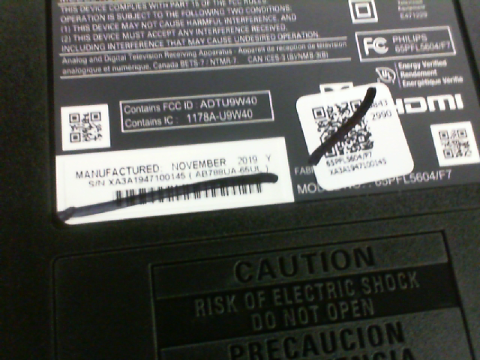 THIS DEVICE COMPLIES WITH PART 15 OF THE FCC RULES
OPERATION IS SUBJECT TO THE FOLLOWING TWO CONDITIONS:
(1) THIS DEVICE MAY NOT CAUSE HARMFUL INTERFERENCE, AND
(2) THIS DEVICE MUST ACCEPT ANY INTERFERENCE RECEIVED
INCLUDING INTERFERENCE THAT MAY CAUSE UNDESIRED OPERATION.
Analog and Digital Television Receiving Apparatus - Appareil de réception de télévision
analogique et numérique, Canada BETS-7 / NTMR-7. CAN ICES 3 (B)/NMB-3(B)
FC PHILIPS
65PFL5604/F7
Energy Verified
Rendement
Énergétique Vérifié
UL
HDMI
Contains FCC ID : ADTU9W40
Contains IC : 1178A-U9W40
2990
65PFL5604/F7
XA3A1947100145
MANUFACTURED: NOVEMBER 2019 Y
S/N XA3A1947100145 ( AB788UA-65UL )
65PFL5604/F7
CAUTION
RISK OF ELECTRIC SHOCK
DO NOT OPEN
PRECAUCION